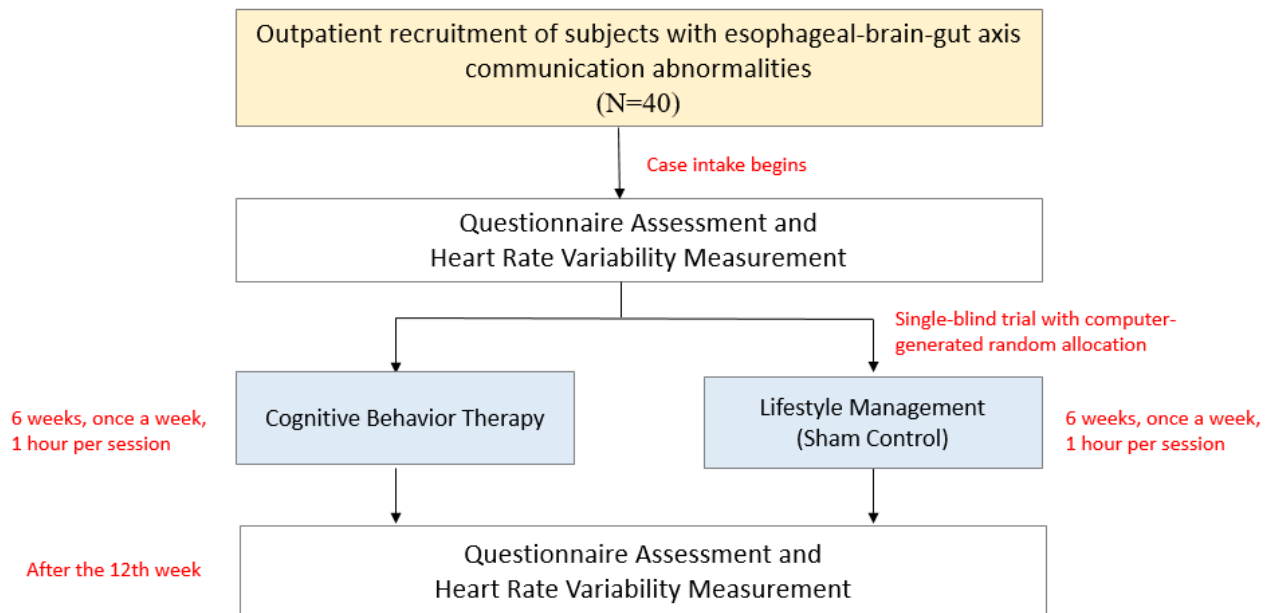 Outpatient recruitment of subjects with esophageal-brain-gut axis
communication abnormalities
(N=40)
Case intake begins
Questionnaire Assessment and
Heart Rate Variability Measurement
Single-blind trial with computer-
generated random allocation
6 weeks, once a week,
1 hour per session
Cognitive Behavior Therapy
Lifestyle Management
(Sham Control)
6 weeks, once a week,
1 hour per session
After the 12th week
Questionnaire Assessment and
Heart Rate Variability Measurement